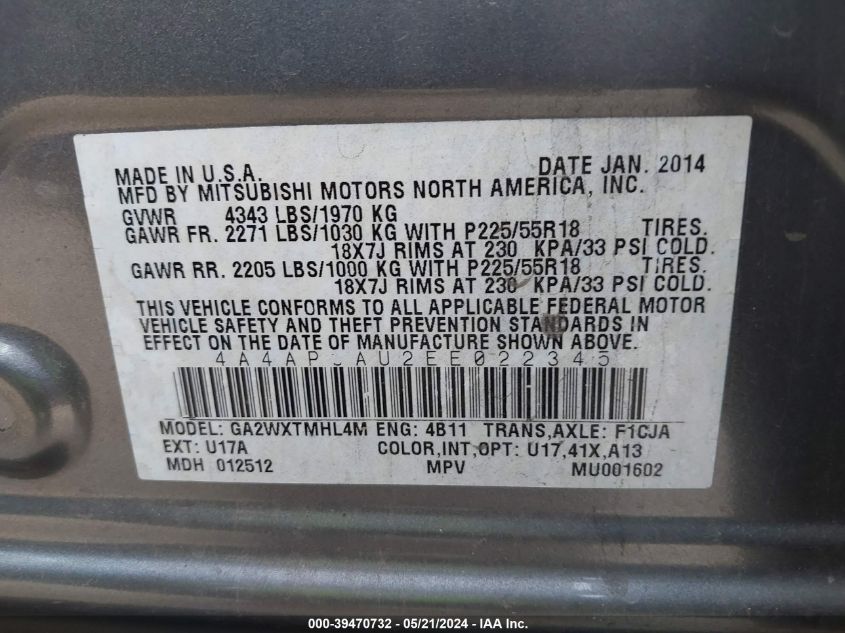 MADE IN U.S.A. DATE JAN. 2014
MFD BY MITSUBISHI MOTORS NORTH AMERICA, INC.
GVWR 4343 LBS/1970 KG
GAWR FR. 2271 LBS/1030 KG WITH P225/55R18 TIRES.
18X7J RIMS AT 230 KPA/33 PSI COLD.
GAWR RR. 2205 LBS/1000 KG WITH P225/55R18 TIRES.
18X7J RIMS AT 230 KPA/33 PSI COLD.
THIS VEHICLE CONFORMS TO ALL APPLICABLE FEDERAL MOTOR
VEHICLE SAFETY AND THEFT PREVENTION STANDARDS IN
EFFECT ON THE DATE OF MANUFACTURE SHOWN ABOVE.
4A4AP3AU2EE022345
MODEL: GA2WXTMHL4M ENG: 4B11 TRANS,AXLE: F1CJA
EXT: U17A COLOR,INT,OPT: U17,41X,A13
MDH 012512 MPV MU001602
000-39470732 - 05/21/2024 - IAA Inc.